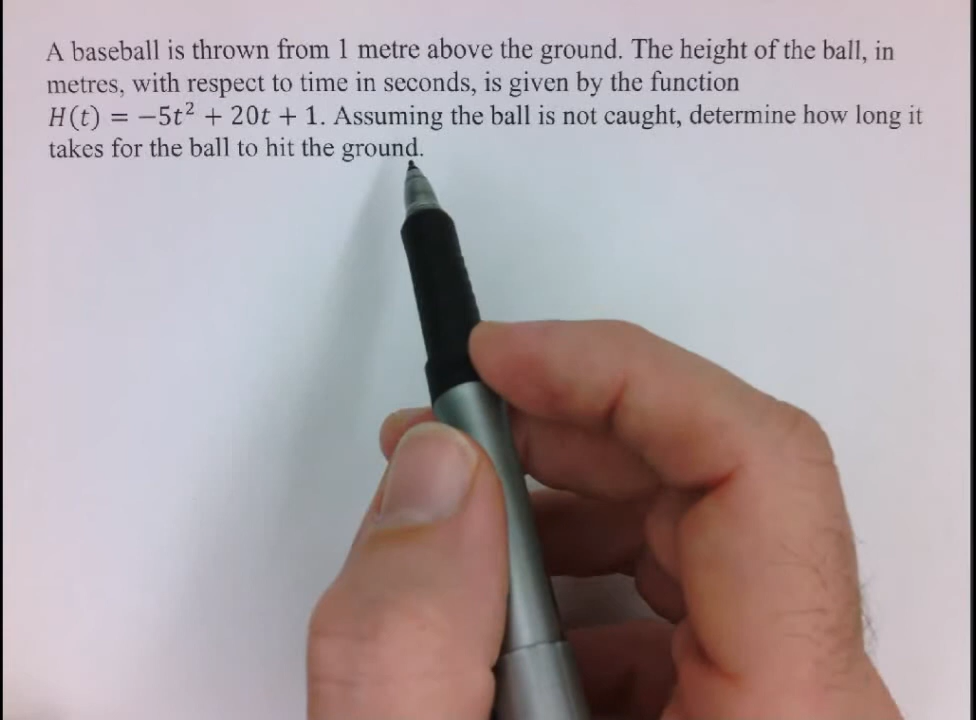 A baseball is thrown from 1 metre above the ground. The height of the ball, in
metres, with respect to time in seconds, is given by the function
H(t) = −5t² + 20t + 1. Assuming the ball is not caught, determine how long it
takes for the ball to hit the ground.